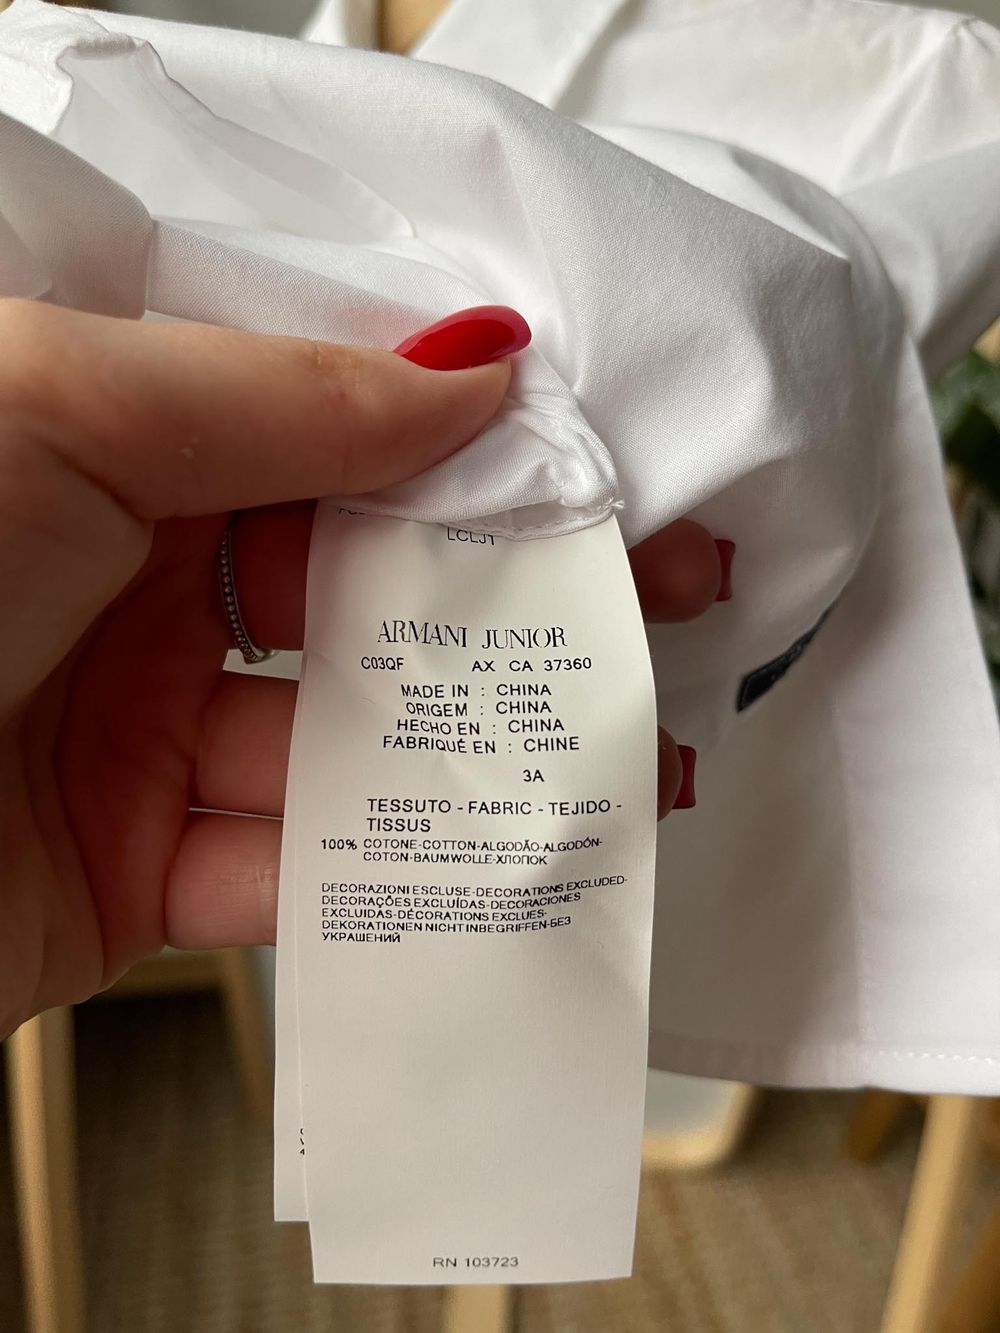 LCLJ1
ARMANI JUNIOR
C03QF AX CA 37360
MADE IN : CHINA
ORIGEM : CHINA
HECHO EN : CHINA
FABRIQUÉ EN : CHINE
3A
TESSUTO - FABRIC - TEJIDO -
TISSUS
100% COTONE-COTTON-ALGODÃO-ALGODÓN-
COTON-BAUMWOLLE-ХЛОПОК
DECORAZIONI ESCLUSE-DECORATIONS EXCLUDED-
DECORAÇÕES EXCLUÍDAS-DECORACIONES
EXCLUIDAS-DÉCORATIONS EXCLUES-
DEKORATIONEN NICHT INBEGRIFFEN-БЕЗ
УКРАШЕНИЙ
RN 103723